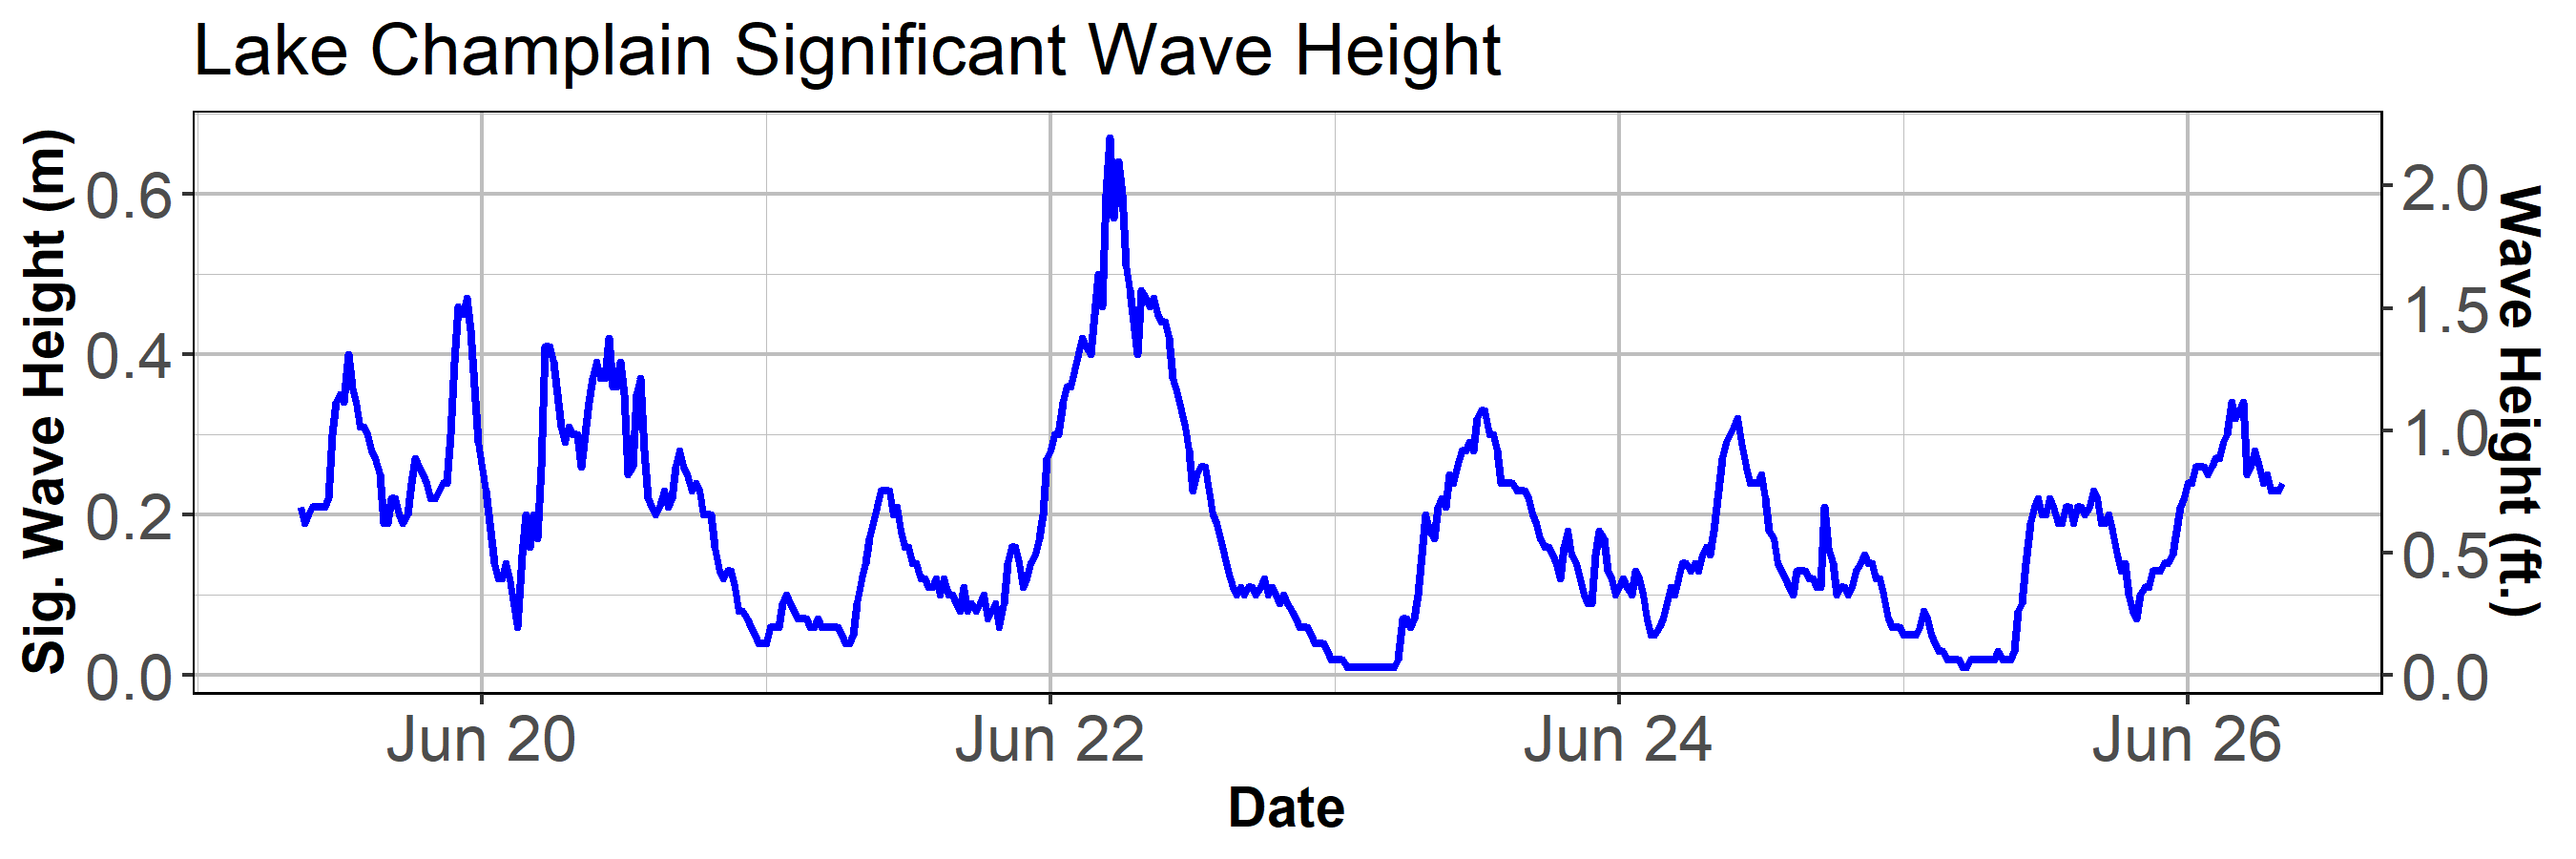 Lake Champlain Significant Wave Height
Sig. Wave Height (m)
0.6
0.4
0.2
0.0
2.0
1.5
1.0
0.5
0.0
Wave Height (ft.)
Jun 20
Jun 22
Jun 24
Jun 26
Date